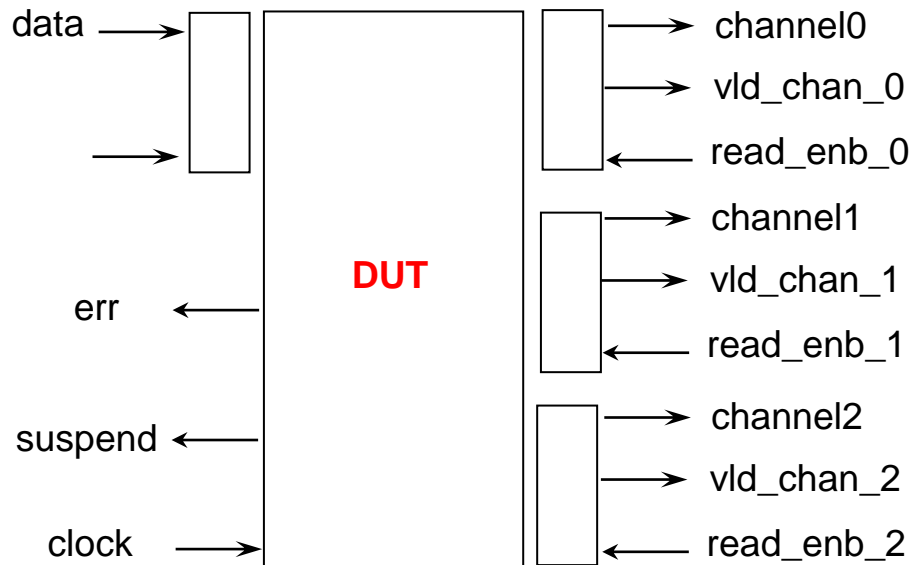 data
err
suspend
clock
DUT
channel0
vld_chan_0
read_enb_0
channel1
vld_chan_1
read_enb_1
channel2
vld_chan_2
read_enb_2